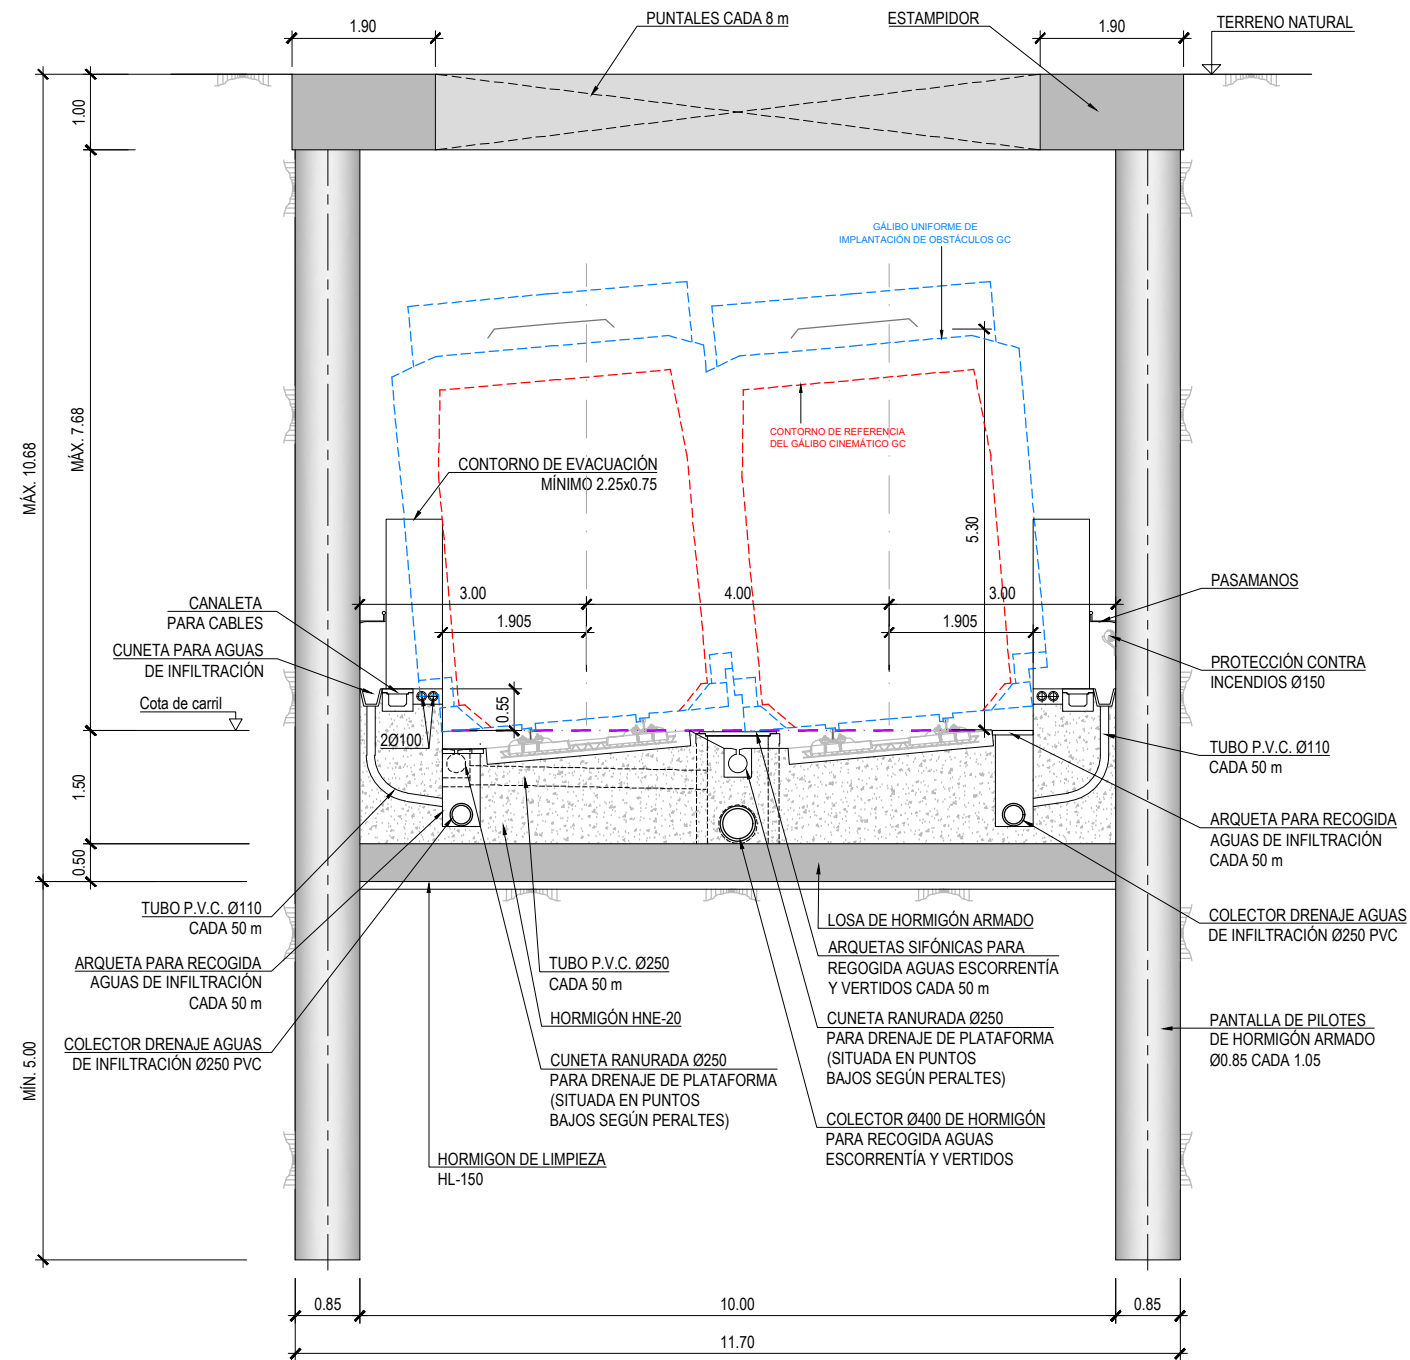 1.90
PUNTALES CADA 8 m
ESTAMPIDOR
1.90
TERRENO NATURAL
1.00
MÁX. 10.68
MÁX. 7.68
GÁLIBO UNIFORME DE
IMPLANTACIÓN DE OBSTÁCULOS GC
CONTORNO DE REFERENCIA
DEL GÁLIBO CINEMÁTICO GC
CONTORNO DE EVACUACIÓN
MÍNIMO 2.25x0.75
5.30
3.00
4.00
3.00
1.905
1.905
CANALETA
PARA CABLES
CUNETA PARA AGUAS
DE INFILTRACIÓN
Cota de carril
2Ø100
0.55
PASAMANOS
PROTECCIÓN CONTRA
INCENDIOS Ø150
TUBO P.V.C. Ø110
CADA 50 m
ARQUETA PARA RECOGIDA
AGUAS DE INFILTRACIÓN
CADA 50 m
COLECTOR DRENAJE AGUAS
DE INFILTRACIÓN Ø250 PVC
PANTALLA DE PILOTES
DE HORMIGÓN ARMADO
Ø0.85 CADA 1.05
1.50
0.50
MÍN. 5.00
TUBO P.V.C. Ø110
CADA 50 m
ARQUETA PARA RECOGIDA
AGUAS DE INFILTRACIÓN
CADA 50 m
COLECTOR DRENAJE AGUAS
DE INFILTRACIÓN Ø250 PVC
TUBO P.V.C. Ø250
CADA 50 m
HORMIGÓN HNE-20
CUNETA RANURADA Ø250
PARA DRENAJE DE PLATAFORMA
(SITUADA EN PUNTOS
BAJOS SEGÚN PERALTES)
HORMIGON DE LIMPIEZA
HL-150
LOSA DE HORMIGÓN ARMADO
ARQUETAS SIFÓNICAS PARA
REGOGIDA AGUAS ESCORRENTÍA
Y VERTIDOS CADA 50 m
CUNETA RANURADA Ø250
PARA DRENAJE DE PLATAFORMA
(SITUADA EN PUNTOS
BAJOS SEGÚN PERALTES)
COLECTOR Ø400 DE HORMIGÓN
PARA RECOGIDA AGUAS
ESCORRENTÍA Y VERTIDOS
0.85
10.00
0.85
11.70